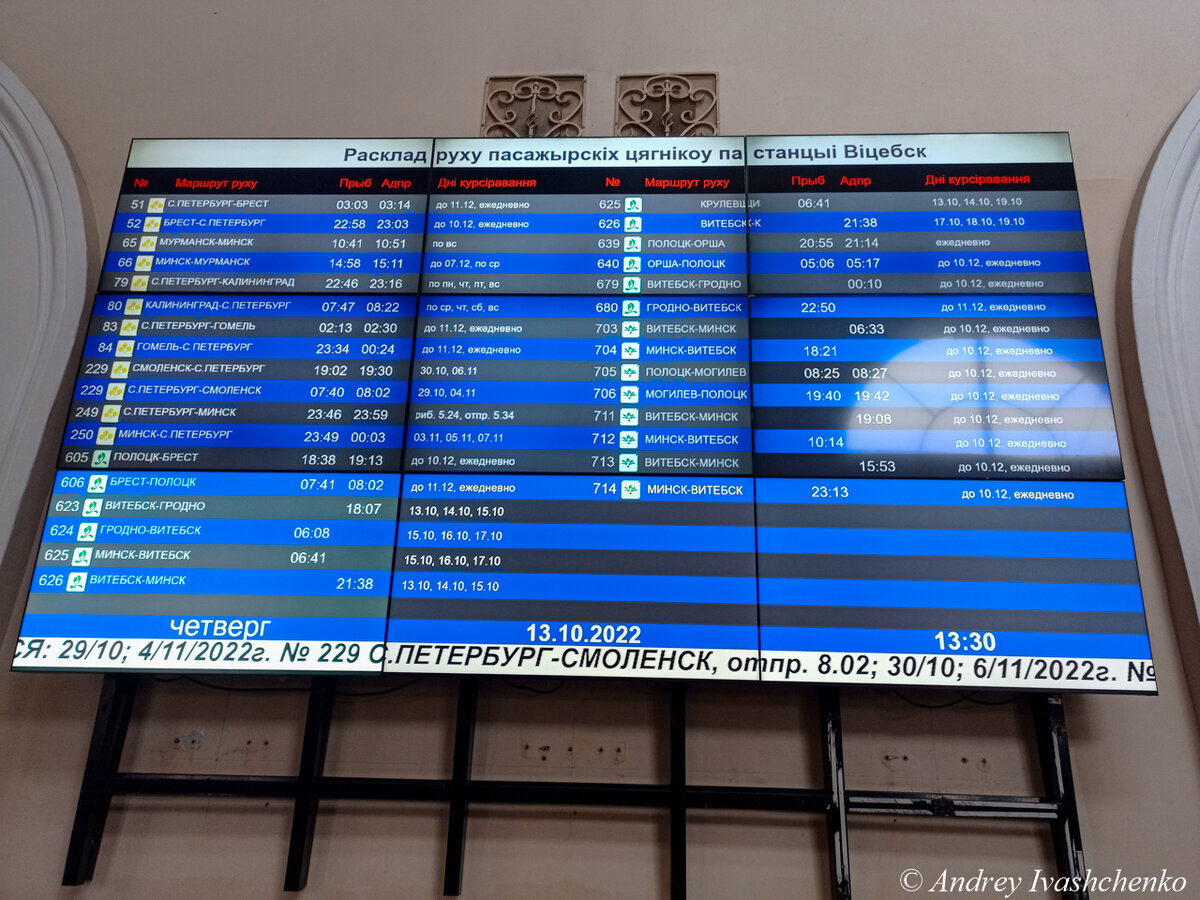 Расклад руху пасажырскіх цягнікоу па станцыі Віцебск
№ Маршрут руху Прыб Адпр Дні курсіравання № Маршрут руху Прыб Адпр Дні курсіравання
51 С.ПЕТЕРБУРГ-БРЕСТ 03:03 03:14 до 11.12, ежедневно 625 КРУЛЕВЩИ 06:41 13.10, 14.10, 19.10
52 БРЕСТ-С.ПЕТЕРБУРГ 22:58 23:03 до 10.12, ежедневно 626 ВИТЕБСК-К 21:38 17.10, 18.10, 19.10
65 МУРМАНСК-МИНСК 10:41 10:51 по вс 639 ПОЛОЦК-ОРША 20:55 21:14 ежедневно
66 МИНСК-МУРМАНСК 14:58 15:11 до 07.12, по ср 640 ОРША-ПОЛОЦК 05:06 05:17 до 10.12, ежедневно
79 С.ПЕТЕРБУРГ-КАЛИНИНГРАД 22:46 23:16 по пн, чт, пт, вс 679 ВИТЕБСК-ГРОДНО 00:10 до 10.12, ежедневно
80 КАЛИНИНГРАД-С.ПЕТЕРБУРГ 07:47 08:22 по ср, чт, сб, вс 680 ГРОДНО-ВИТЕБСК 22:50 до 11.12, ежедневно
83 С.ПЕТЕРБУРГ-ГОМЕЛЬ 02:13 02:30 до 11.12, ежедневно 703 ВИТЕБСК-МИНСК 06:33 до 10.12, ежедневно
84 ГОМЕЛЬ-С.ПЕТЕРБУРГ 23:34 00:24 до 11.12, ежедневно 704 МИНСК-ВИТЕБСК 18:21 до 10.12, ежедневно
229 СМОЛЕНСК-С.ПЕТЕРБУРГ 19:02 19:30 30.10, 06.11 705 ПОЛОЦК-МОГИЛЕВ 08:25 08:27 до 10.12, ежедневно
229 С.ПЕТЕРБУРГ-СМОЛЕНСК 07:40 08:02 29.10, 04.11 706 МОГИЛЕВ-ПОЛОЦК 19:40 19:42 до 10.12, ежедневно
249 С.ПЕТЕРБУРГ-МИНСК 23:46 23:59 риб. 5.24, отпр. 5.34 711 ВИТЕБСК-МИНСК 19:08 до 10.12, ежедневно
250 МИНСК-С.ПЕТЕРБУРГ 23:49 00:03 03.11, 05.11, 07.11 712 МИНСК-ВИТЕБСК 10:14 до 10.12, ежедневно
605 ПОЛОЦК-БРЕСТ 18:38 19:13 до 10.12, ежедневно 713 ВИТЕБСК-МИНСК 15:53 до 10.12, ежедневно
606 БРЕСТ-ПОЛОЦК 07:41 08:02 до 11.12, ежедневно 714 МИНСК-ВИТЕБСК 23:13 до 10.12, ежедневно
623 ВИТЕБСК-ГРОДНО 18:07 13.10, 14.10, 15.10
624 ГРОДНО-ВИТЕБСК 06:08 15.10, 16.10, 17.10
625 МИНСК-ВИТЕБСК 06:41 15.10, 16.10, 17.10
626 ВИТЕБСК-МИНСК 21:38 13.10, 14.10, 15.10
четверг 13.10.2022 13:30
СЯ: 29/10; 4/11/2022г. № 229 С.ПЕТЕРБУРГ-СМОЛЕНСК, отпр. 8.02; 30/10; 6/11/2022г. №
© Andrey Ivashchenko